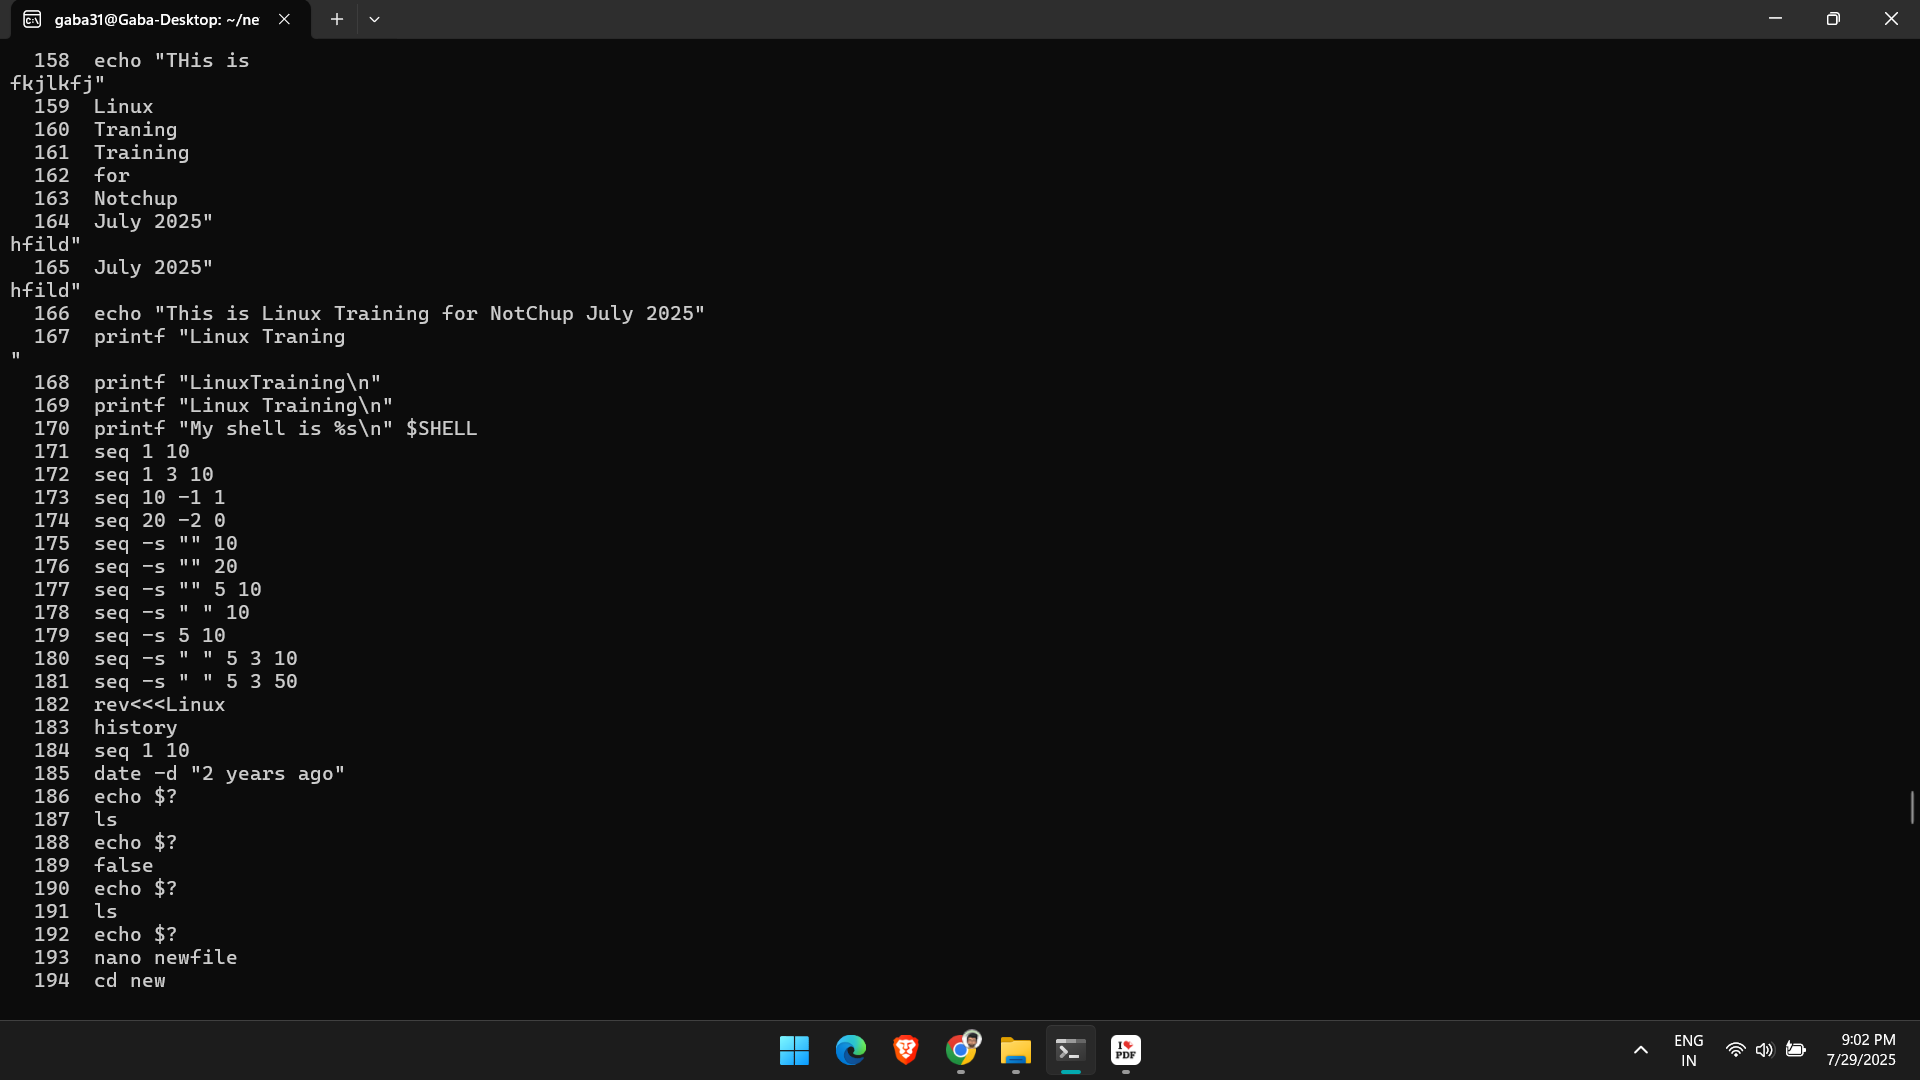 gaba31@Gaba-Desktop: ~/ne
158 echo "THis is
fkjlkfj"
159 Linux
160 Traning
161 Training
162 for
163 Notchup
164 July 2025"
hfild"
165 July 2025"
hfild"
166 echo "This is Linux Training for NotChup July 2025"
167 printf "Linux Traning
"
168 printf "LinuxTraining\n"
169 printf "Linux Training\n"
170 printf "My shell is %s\n" $SHELL
171 seq 1 10
172 seq 1 3 10
173 seq 10 -1 1
174 seq 20 -2 0
175 seq -s "" 10
176 seq -s "" 20
177 seq -s "" 5 10
178 seq -s " " 10
179 seq -s 5 10
180 seq -s " " 5 3 10
181 seq -s " " 5 3 50
182 rev<<<Linux
183 history
184 seq 1 10
185 date -d "2 years ago"
186 echo $?
187 ls
188 echo $?
189 false
190 echo $?
191 ls
192 echo $?
193 nano newfile
194 cd new
I PDF
ENG
IN
9:02 PM
7/29/2025